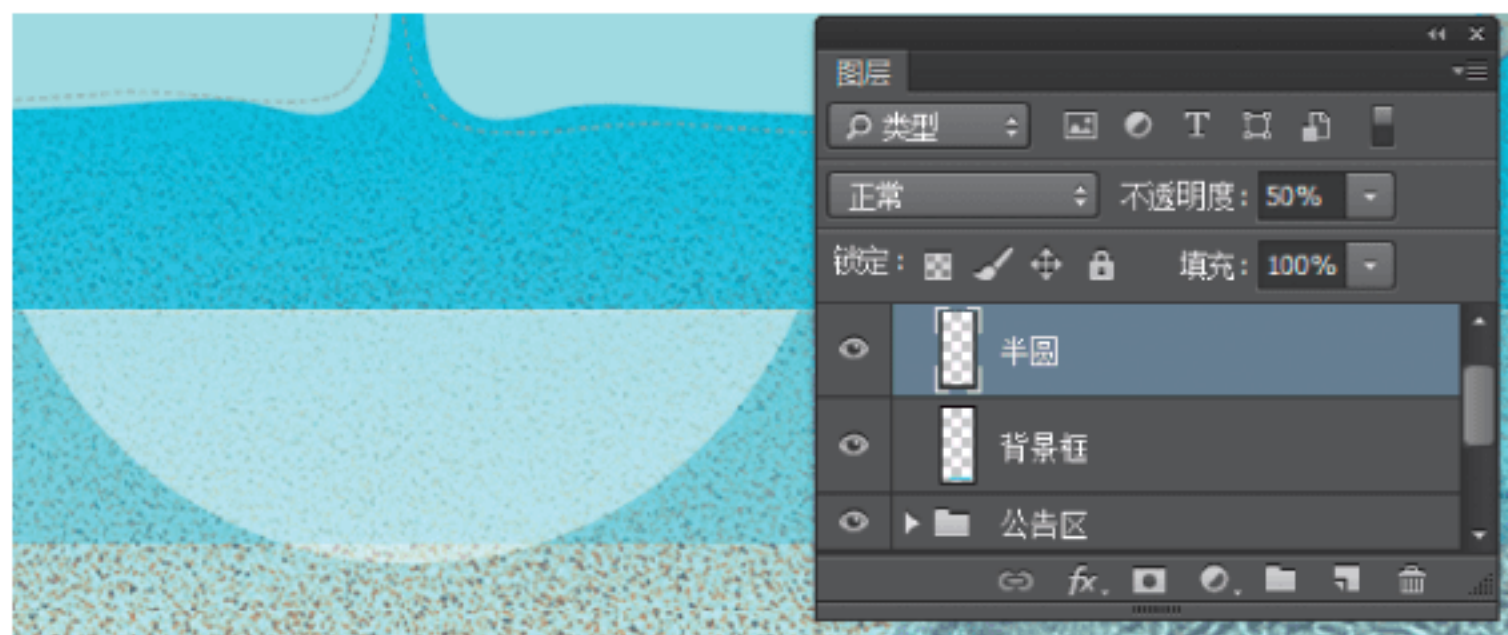 图层
类型 T
正常 不透明度: 50%
锁定: 填充: 100%
半圆
背景框
公告区
fx.